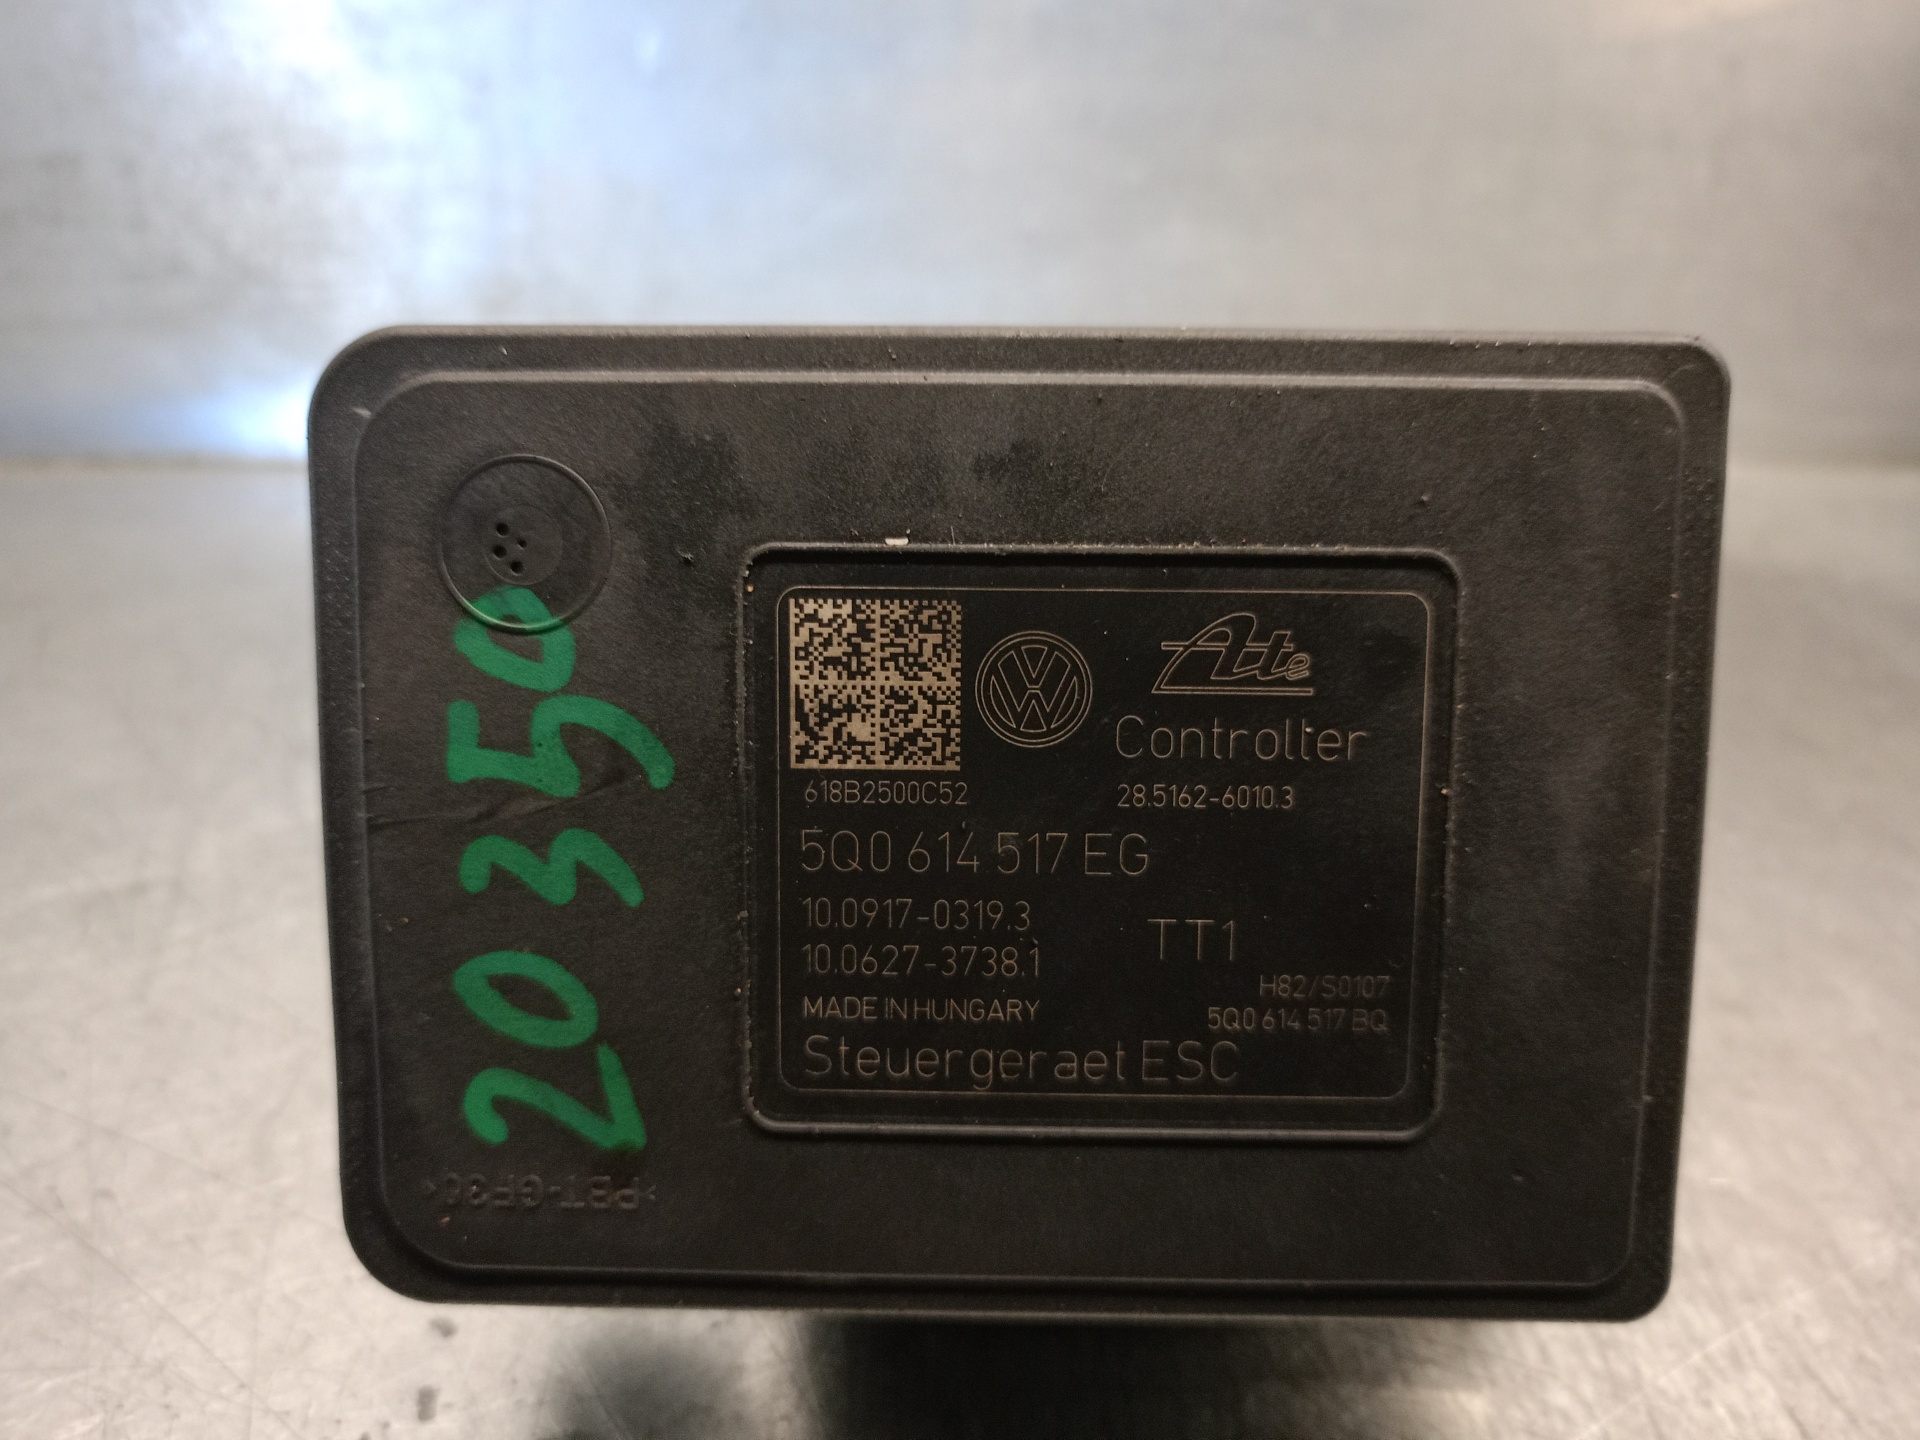 20350
>PBT-GF30<
VW
Ate
Controller
618B2500C52
28.5162-6010.3
5Q0 614 517 EG
10.0917-0319.3
TT1
10.0627-3738.1
H82/S0107
MADE IN HUNGARY
5Q0 614 517 BQ
Steuergeraet ESC